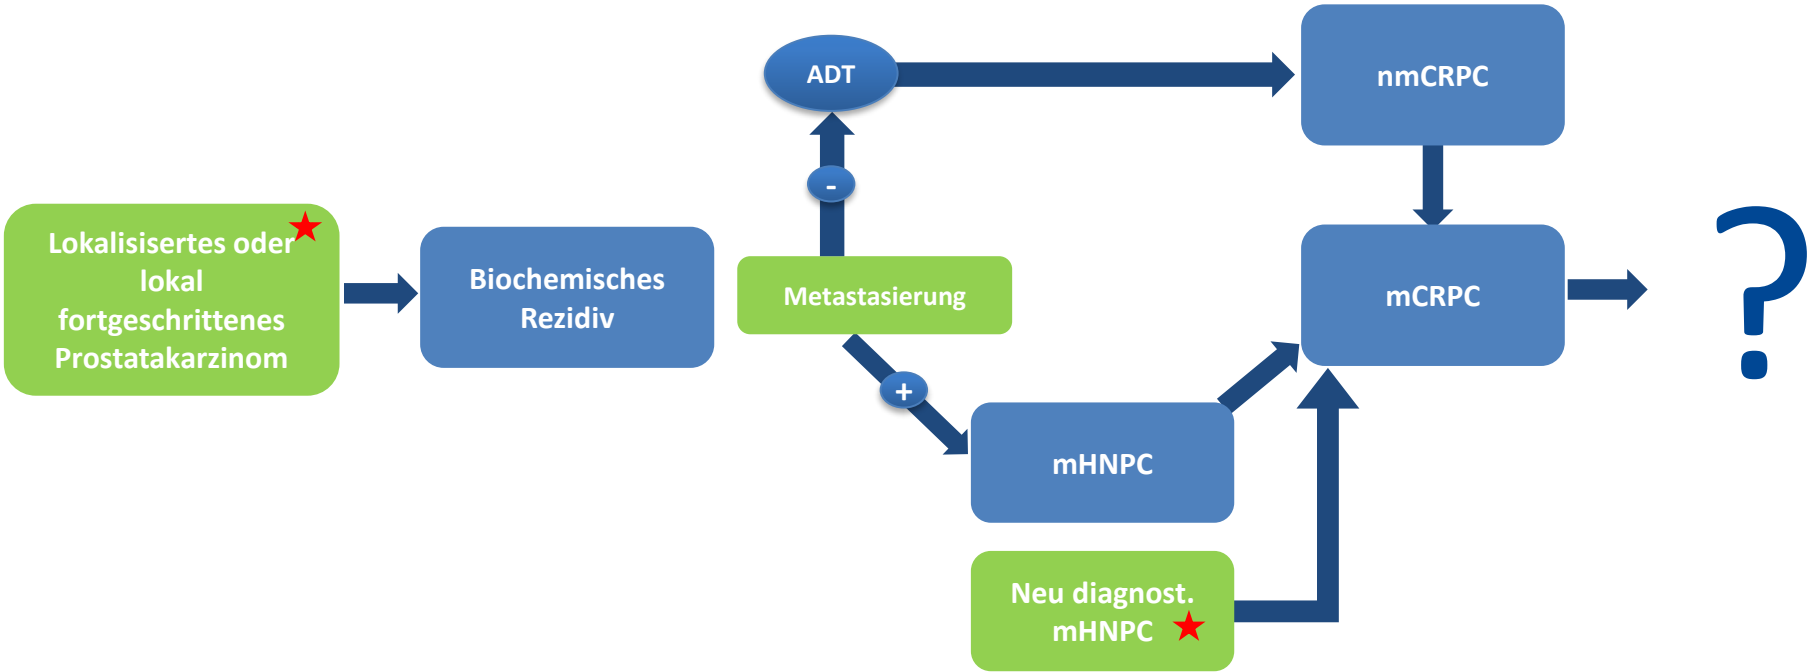 Lokalisisertes oder
lokal
fortgeschrittenes
Prostatakarzinom
Biochemisches
Rezidiv
Metastasierung
-
ADT
+
mHNPC
Neu diagnost.
mHNPC
nmCRPC
mCRPC
?